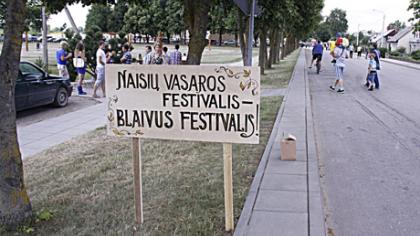 NAISIŲ VASAROS
FESTIVALIS –
BLAIVUS FESTIVALIS!